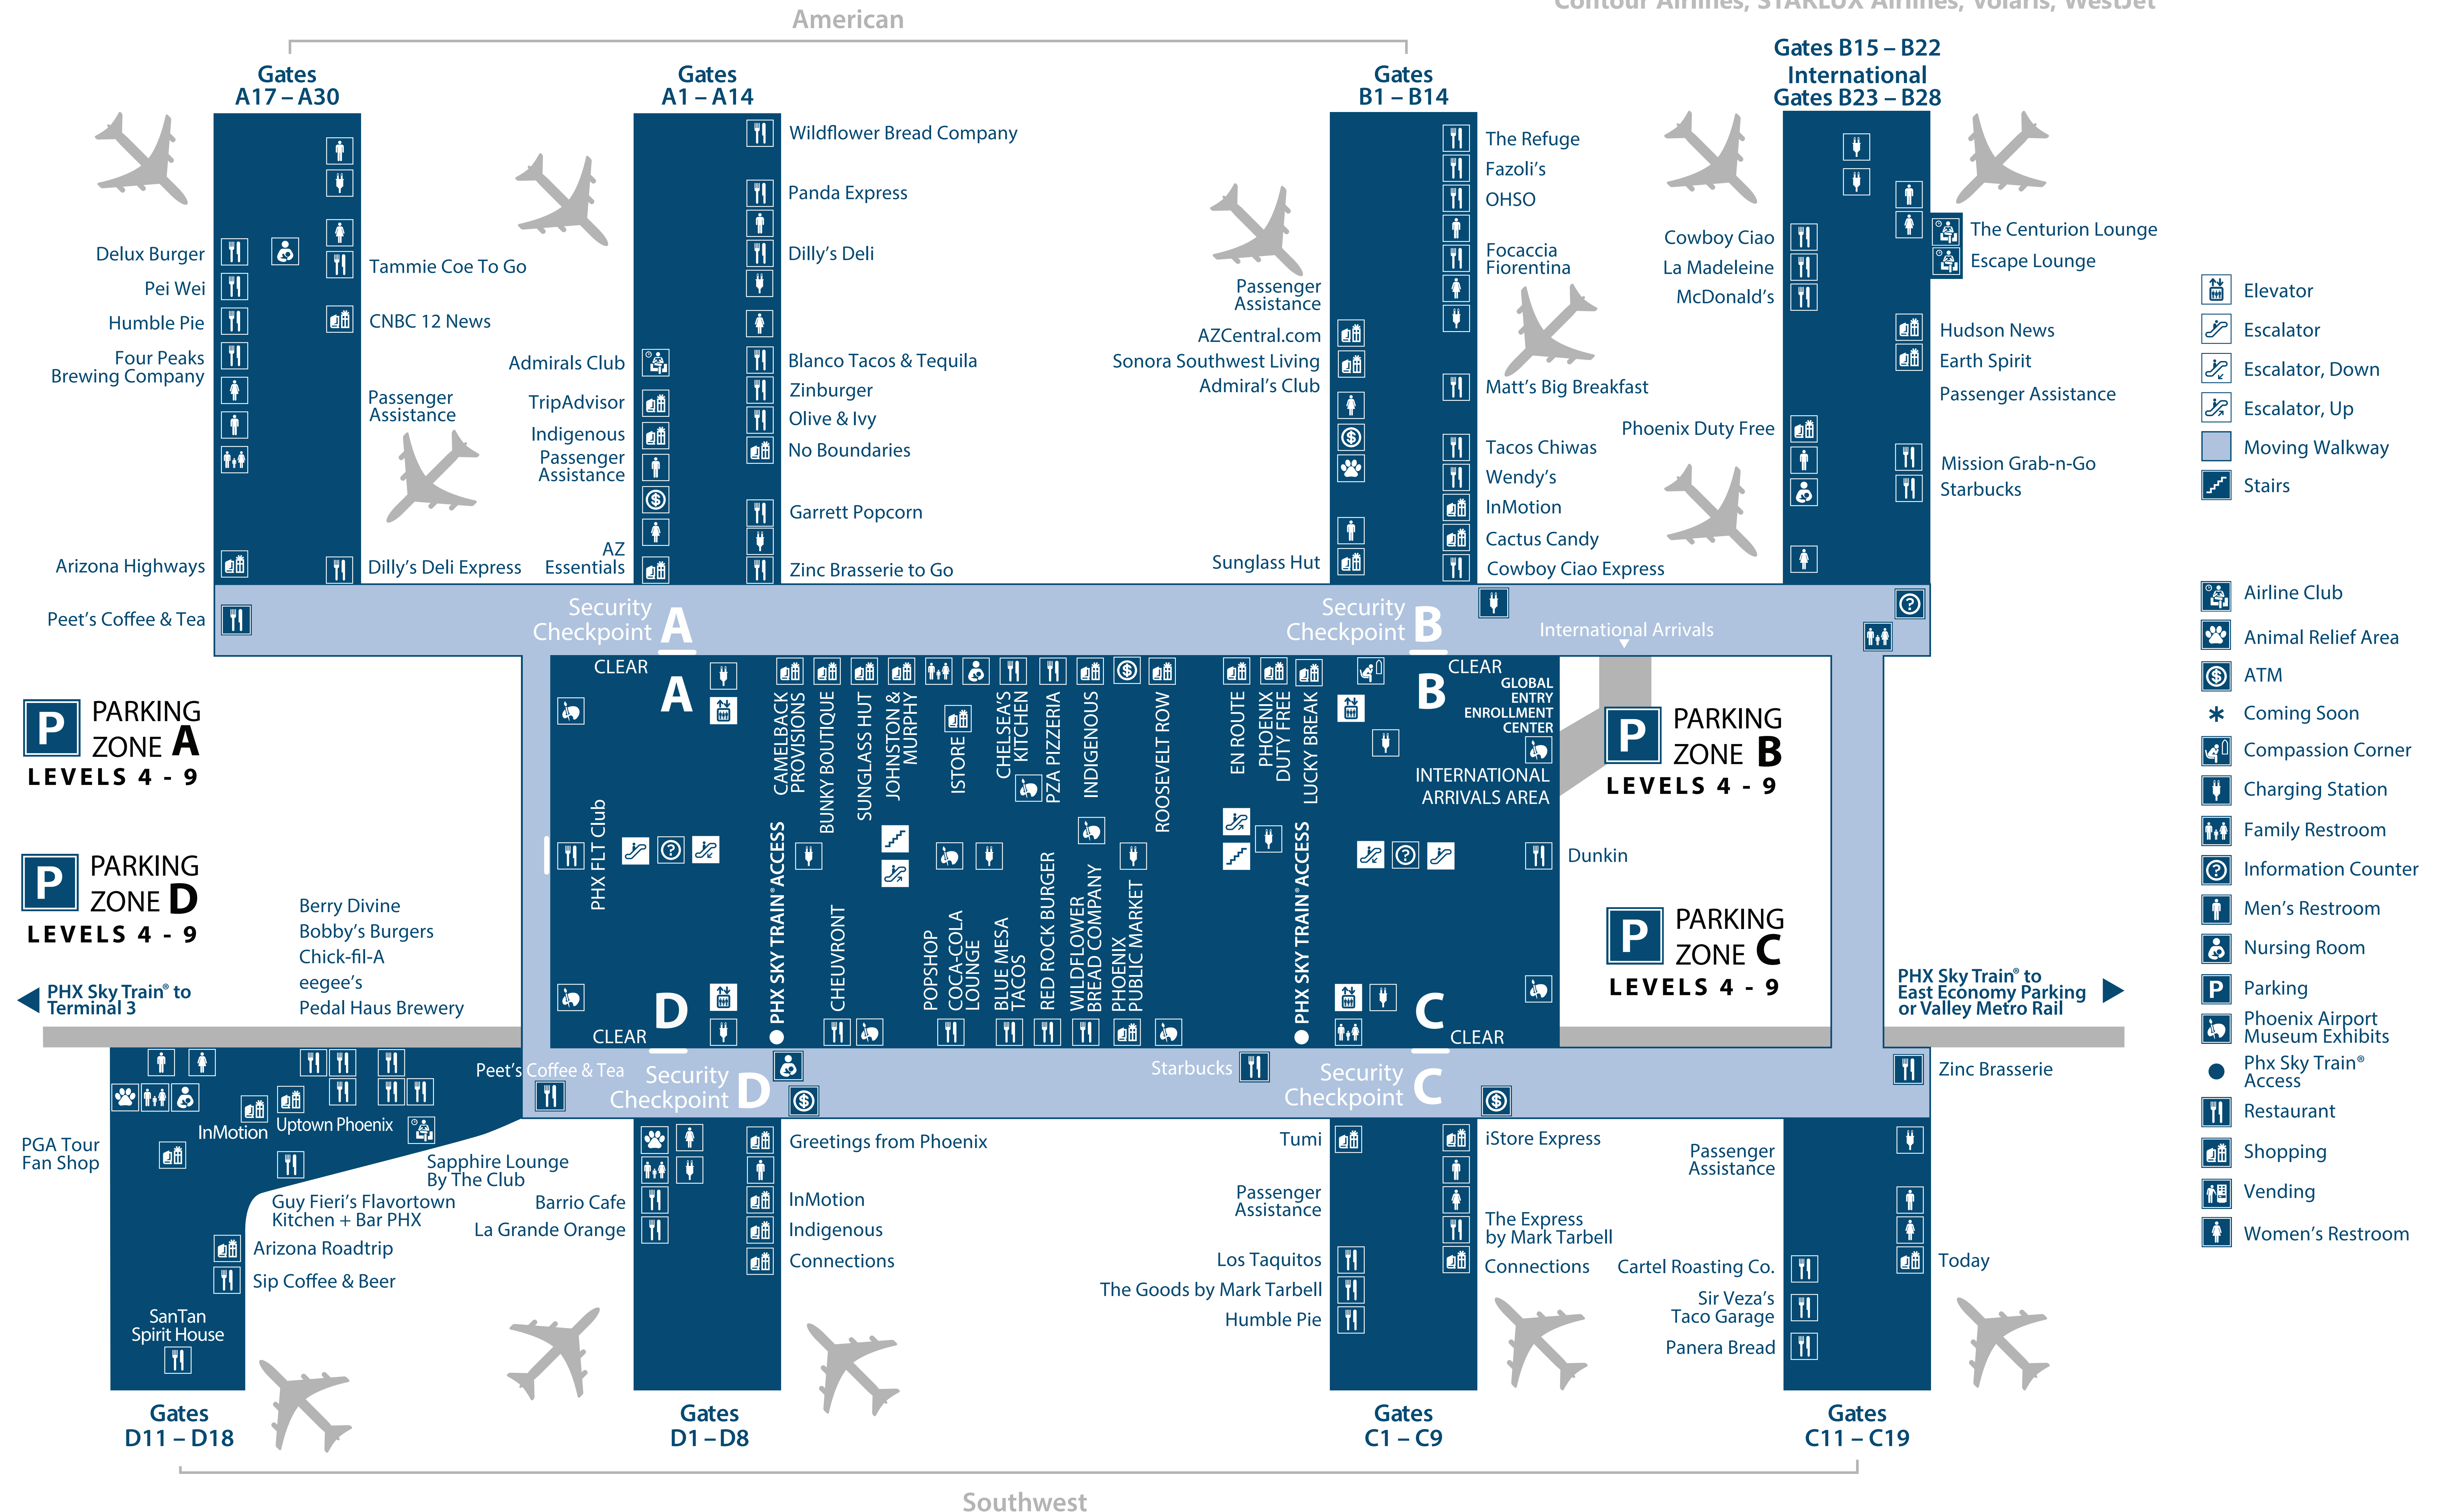 Contour Airlines, STARLUX Airlines, Volaris, WestJet
American
Gates
A17 – A30
Gates
A1 – A14
Gates
B1 – B14
Gates B15 – B22
International
Gates B23 – B28
Delux Burger
Pei Wei
Humble Pie
Four Peaks
Brewing Company
Arizona Highways
Peet's Coffee & Tea
Tammie Coe To Go
CNBC 12 News
Passenger
Assistance
Dilly's Deli Express
Admirals Club
TripAdvisor
Indigenous
Passenger
Assistance
AZ
Essentials
Wildflower Bread Company
Panda Express
Dilly's Deli
Blanco Tacos & Tequila
Zinburger
Olive & Ivy
No Boundaries
Garrett Popcorn
Zinc Brasserie to Go
Passenger
Assistance
AZCentral.com
Sonora Southwest Living
Admiral's Club
Sunglass Hut
The Refuge
Fazoli's
OHSO
Focaccia
Fiorentina
Matt's Big Breakfast
Tacos Chiwas
Wendy's
InMotion
Cactus Candy
Cowboy Ciao Express
Cowboy Ciao
La Madeleine
McDonald's
Phoenix Duty Free
The Centurion Lounge
Escape Lounge
Hudson News
Earth Spirit
Passenger Assistance
Mission Grab-n-Go
Starbucks
Elevator
Escalator
Escalator, Down
Escalator, Up
Moving Walkway
Stairs
Airline Club
Animal Relief Area
ATM
Coming Soon
Compassion Corner
Charging Station
Family Restroom
Information Counter
Men's Restroom
Nursing Room
P Parking
Phoenix Airport
Museum Exhibits
Phx Sky Train®
Access
Restaurant
Shopping
Vending
Women's Restroom
Security
Checkpoint A
Security
Checkpoint B
International Arrivals
CLEAR
A
CAMELBACK
PROVISIONS
BUNKY BOUTIQUE
SUNGLASS HUT
JOHNSTON &
MURPHY
ISTORE
CHELSEA'S
KITCHEN
PZA PIZZERIA
INDIGENOUS
ROOSEVELT ROW
EN ROUTE
PHOENIX
DUTY FREE
LUCKY BREAK
CLEAR
B
GLOBAL
ENTRY
ENROLLMENT
CENTER
INTERNATIONAL
ARRIVALS AREA
P
PARKING
ZONE A
LEVELS 4 - 9
P
PARKING
ZONE B
LEVELS 4 - 9
PHX FLT Club
PHX SKY TRAIN® ACCESS
PHX SKY TRAIN® ACCESS
Dunkin
P
PARKING
ZONE D
LEVELS 4 - 9
P
PARKING
ZONE C
LEVELS 4 - 9
CHEUVRONT
POPSHOP
COCA-COLA
LOUNGE
BLUE MESA
TACOS
RED ROCK BURGER
WILDFLOWER
BREAD COMPANY
PHOENIX
PUBLIC MARKET
D
CLEAR
C
CLEAR
Berry Divine
Bobby's Burgers
Chick-fil-A
eegee's
Pedal Haus Brewery
PHX Sky Train® to
Terminal 3
PHX Sky Train® to
East Economy Parking
or Valley Metro Rail
Peet's Coffee & Tea
Security
Checkpoint D
Starbucks
Security
Checkpoint C
Zinc Brasserie
InMotion
Uptown Phoenix
PGA Tour
Fan Shop
Sapphire Lounge
By The Club
Guy Fieri's Flavortown
Kitchen + Bar PHX
Arizona Roadtrip
Sip Coffee & Beer
SanTan
Spirit House
Barrio Cafe
La Grande Orange
Greetings from Phoenix
InMotion
Indigenous
Connections
Tumi
Passenger
Assistance
Los Taquitos
The Goods by Mark Tarbell
Humble Pie
iStore Express
The Express
by Mark Tarbell
Connections
Passenger
Assistance
Cartel Roasting Co.
Sir Veza's
Taco Garage
Panera Bread
Today
Gates
D11 – D18
Gates
D1 – D8
Gates
C1 – C9
Gates
C11 – C19
Southwest